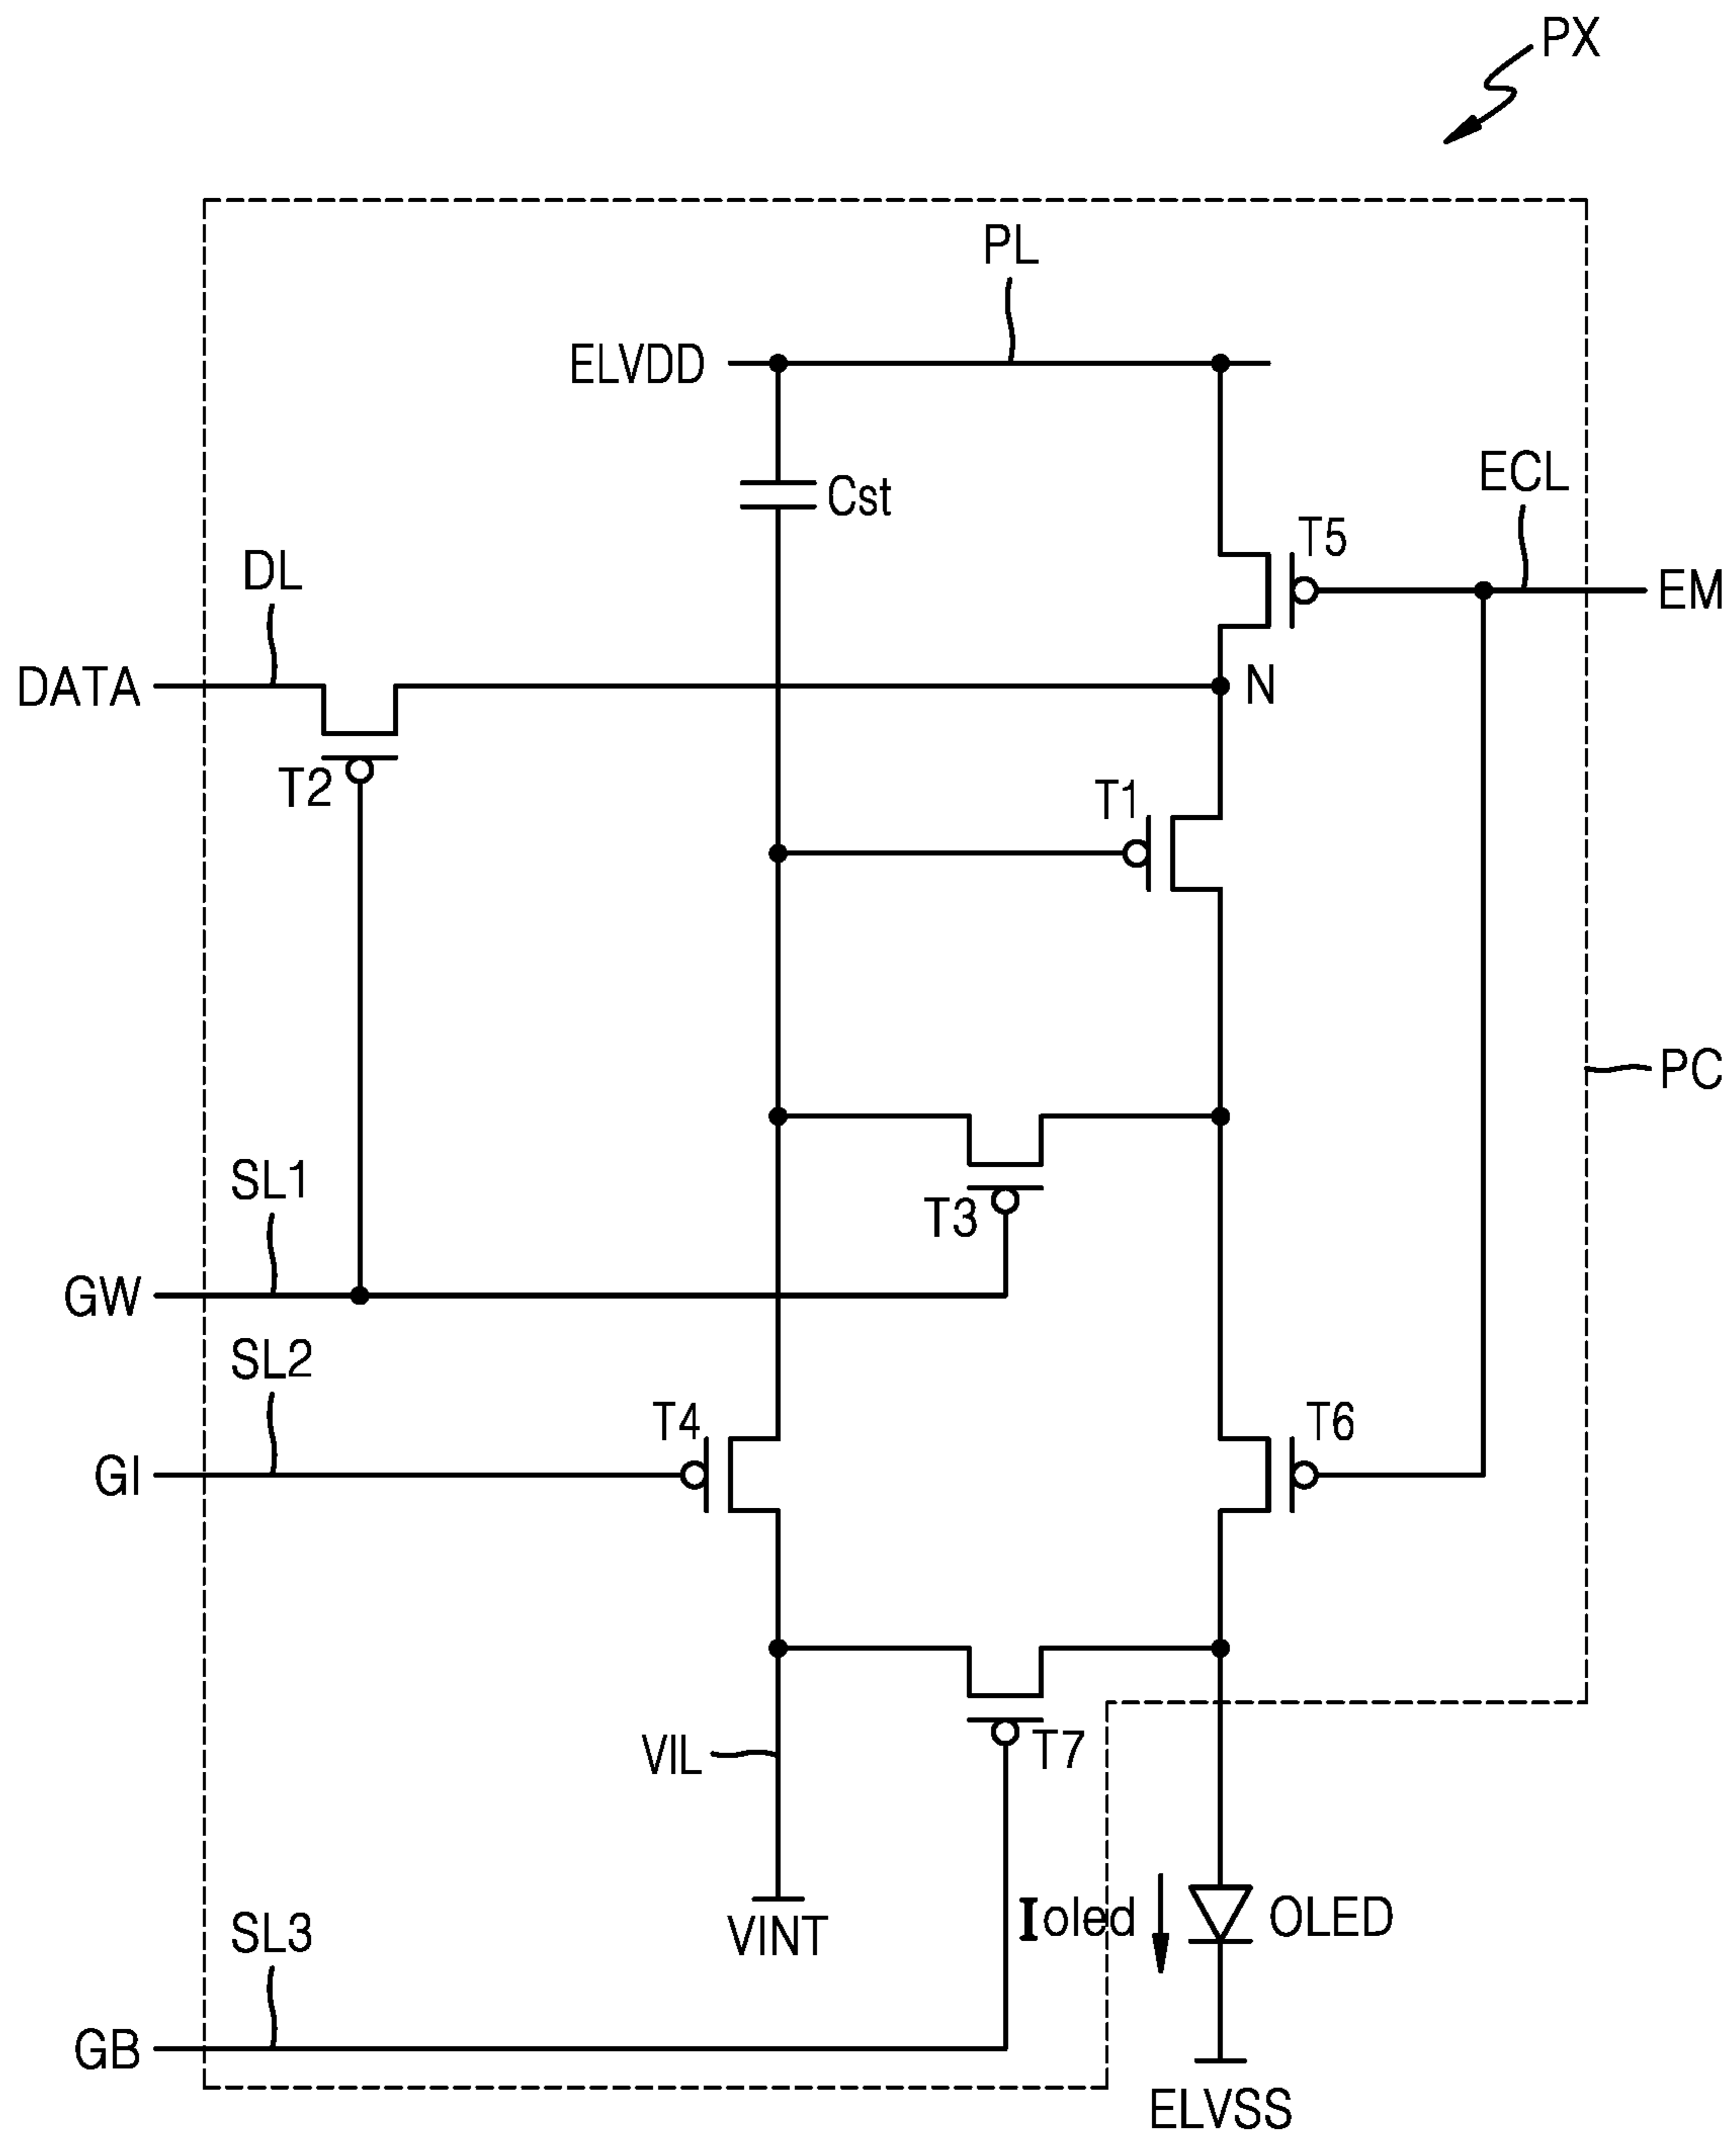 PX
PL
ELVDD
Cst
ECL
T5
DL
EM
DATA
N
T2
T1
PC
SL1
T3
GW
SL2
T4
T6
GI
VIL
T7
VINT
Ioled
OLED
SL3
GB
ELVSS